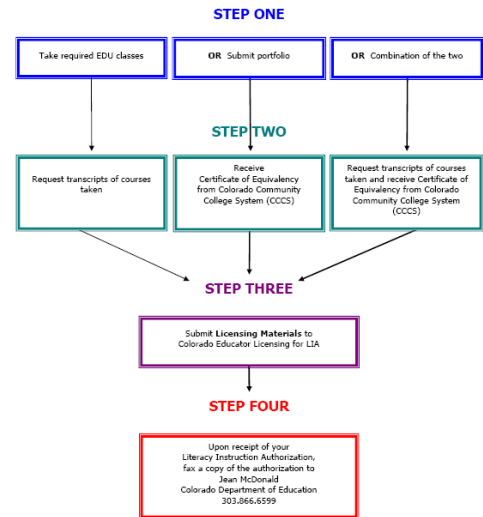 STEP ONE
Take required EDU classes
OR Submit portfolio
OR Combination of the two
STEP TWO
Request transcripts of courses
taken
Receive
Certificate of Equivalency
from Colorado Community
College System (CCCS)
Request transcripts of courses
taken and receive Certificate of
Equivalency from Colorado
Community College System
(CCCS)
STEP THREE
Submit Licensing Materials to
Colorado Educator Licensing for LIA
STEP FOUR
Upon receipt of your
Literacy Instruction Authorization,
fax a copy of the authorization to
Jean McDonald
Colorado Department of Education
303.866.6599